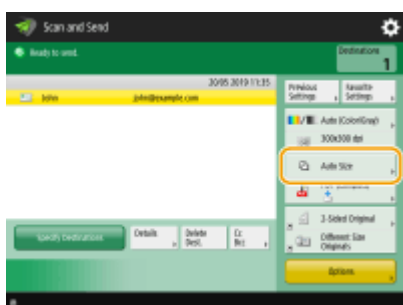 Scan and Send
Ready to send.
Destinations
1
20/05 2019 11:35
John
john@example.com
Previous Settings
Favorite Settings
Auto (Color/Gray)
300x300 dpi
Auto Size
2-Sided Original
Different Size Originals
Specify Destinations
Details
Delete Dest.
Cc Bcc
Options